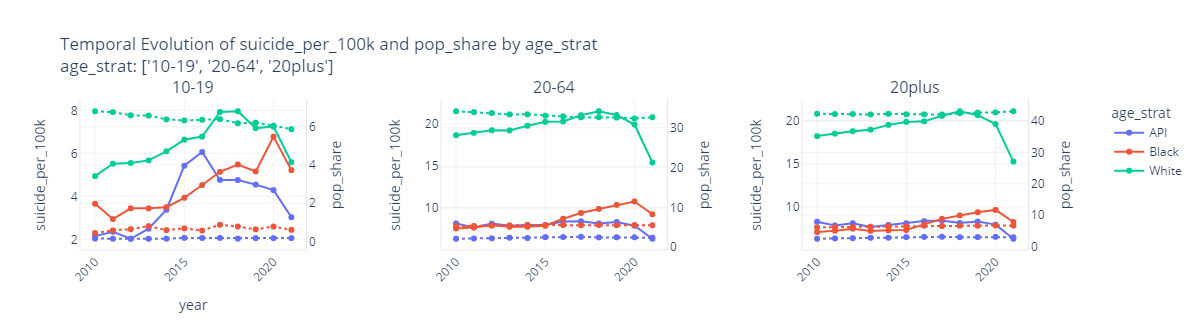 Temporal Evolution of suicide_per_100k and pop_share by age_strat
age_strat: ['10-19', '20-64', '20plus']
10-19
20-64
20plus
suicide_per_100k
8
6
4
2
6
4
2
0
pop_share
2010
2015
2020
year
suicide_per_100k
20
15
10
30
20
10
0
pop_share
2010
2015
2020
suicide_per_100k
20
15
10
40
30
20
10
0
pop_share
2010
2015
2020
age_strat
API
Black
White